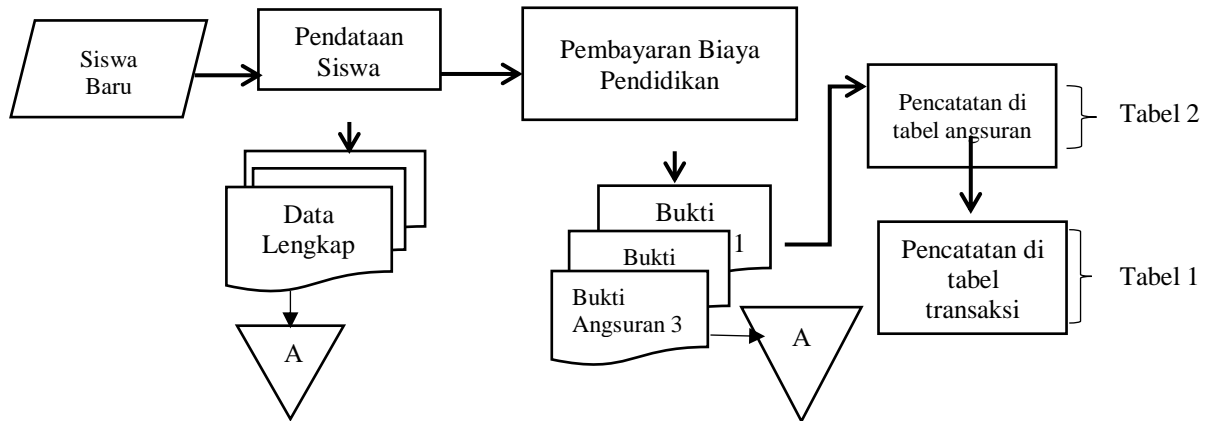 Siswa
Baru
Pendataan
Siswa
Pembayaran Biaya
Pendidikan
Pencatatan di
tabel angsuran
Tabel 2
Data
Lengkap
Bukti
1
Bukti
Bukti
Angsuran 3
Pencatatan di
tabel
transaksi
Tabel 1
A
A